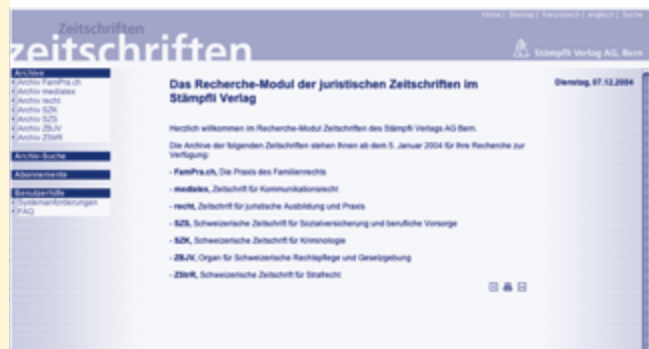 Home | Sitemap | französisch | englisch | Suche
Zeitschriften
zeitschriften
Stämpfli Verlag AG, Bern
Archive
Archiv FamPra.ch
Archiv medialex
Archiv recht
Archiv SZK
Archiv SZS
Archiv ZBJV
Archiv ZStrR
Archiv-Suche
Abonnemente
Benutzerhilfe
Systemanforderungen
FAQ
Das Recherche-Modul der juristischen Zeitschriften im
Stämpfli Verlag
Dienstag, 07.12.2004
Herzlich willkommen im Recherche-Modul Zeitschriften des Stämpfli Verlags AG Bern.
Die Archive der folgenden Zeitschriften stehen Ihnen ab dem 5. Januar 2004 für Ihre Recherche zur
Verfügung:
- FamPra.ch, Die Praxis des Familienrechts
- medialex, Zeitschrift für Kommunikationsrecht
- recht, Zeitschrift für juristische Ausbildung und Praxis
- SZS, Schweizerische Zeitschrift für Sozialversicherung und berufliche Vorsorge
- SZK, Schweizerische Zeitschrift für Kriminologie
- ZBJV, Organ für Schweizerische Rechtspflege und Gesetzgebung
- ZStrR, Schweizerische Zeitschrift für Strafrecht